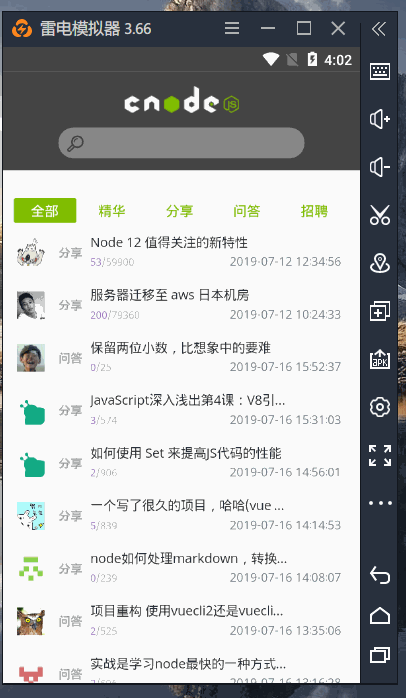 雷电模拟器 3.66
4:02
cnode JS
全部 精华 分享 问答 招聘
分享 Node 12 值得关注的新特性
53/59900 2019-07-12 12:34:56
分享 服务器迁移至 aws 日本机房
200/79360 2019-07-12 10:24:33
问答 保留两位小数，比想象中的要难
0/25 2019-07-16 15:52:37
分享 JavaScript深入浅出第4课：V8引...
3/574 2019-07-16 15:31:03
分享 如何使用 Set 来提高JS代码的性能
2/906 2019-07-16 14:56:01
分享 一个写了很久的项目，哈哈(vue ...
5/839 2019-07-16 14:14:53
分享 node如何处理markdown，转换...
0/239 2019-07-16 14:08:07
问答 项目重构 使用vuecli2还是vuecli...
2/525 2019-07-16 13:35:06
问答 实战是学习node最快的一种方式...
2019-07-16 13:16:28
APK